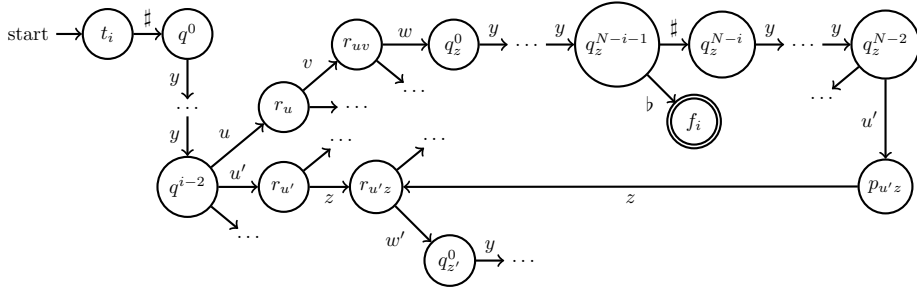 start t_i ♯ q^0
y
⋯
y
q^{i-2}
u r_u ⋯
v r_{uv} ⋯
w q_z^0 y ⋯ y q_z^{N-i-1} ♯ q_z^{N-i} y ⋯ y q_z^{N-2} ⋯
♭ f_i
u' p_{u'z}
z
u' r_{u'} ⋯
z r_{u'z} ⋯
⋯
w' q_{z'}^0 y ⋯